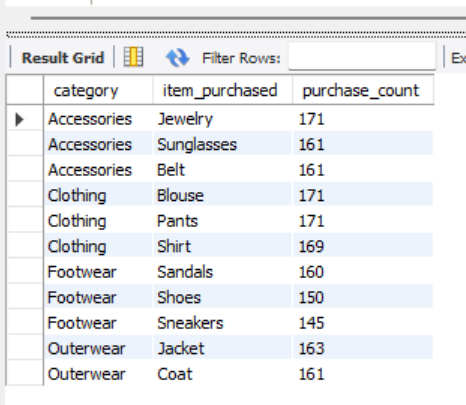 Result Grid Filter Rows: Ex
category item_purchased purchase_count
Accessories Jewelry 171
Accessories Sunglasses 161
Accessories Belt 161
Clothing Blouse 171
Clothing Pants 171
Clothing Shirt 169
Footwear Sandals 160
Footwear Shoes 150
Footwear Sneakers 145
Outerwear Jacket 163
Outerwear Coat 161